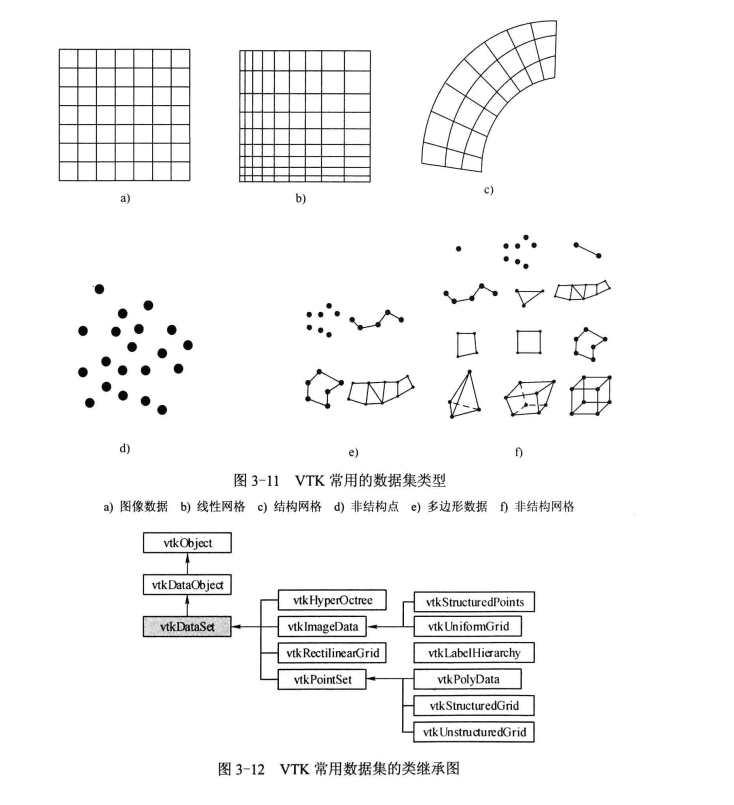 a)
b)
c)
d)
e)
f)
图 3-11 VTK 常用的数据集类型
a) 图像数据 b) 线性网格 c) 结构网格 d) 非结构点 e) 多边形数据 f) 非结构网格
vtkObject
vtkDataObject
vtkDataSet
vtkHyperOctree
vtkImageData
vtkRectilinearGrid
vtkPointSet
vtkStructuredPoints
vtkUniformGrid
vtkLabelHierarchy
vtkPolyData
vtkStructuredGrid
vtkUnstructuredGrid
图 3-12 VTK 常用数据集的类继承图